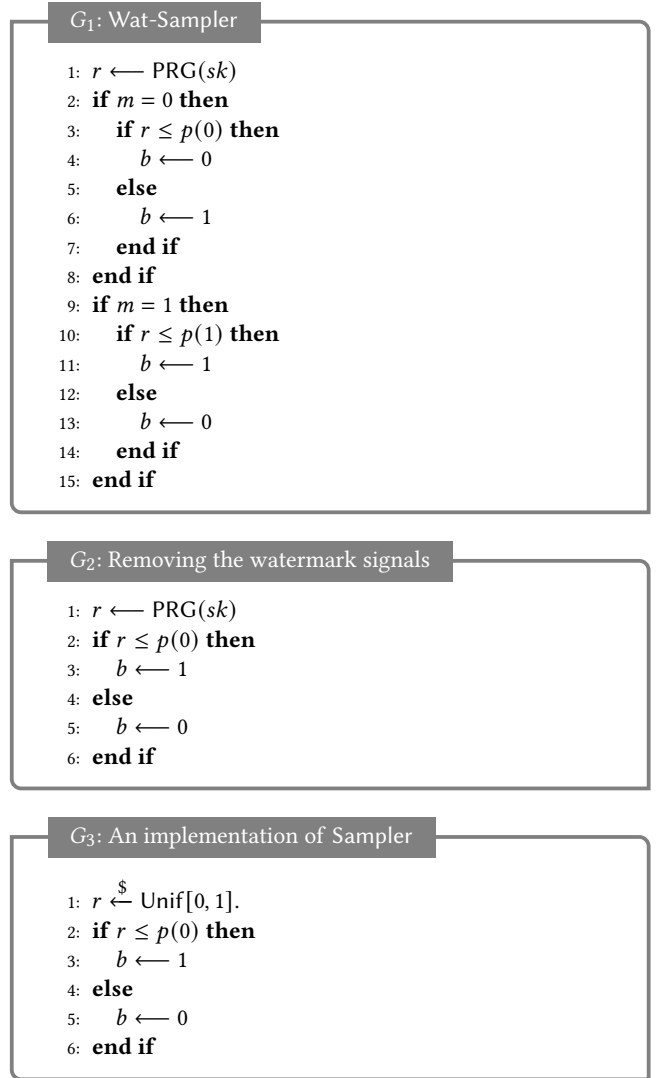 G₁: Wat-Sampler
1: r ⟵ PRG(sk)
2: if m = 0 then
3: if r ≤ p(0) then
4: b ⟵ 0
5: else
6: b ⟵ 1
7: end if
8: end if
9: if m = 1 then
10: if r ≤ p(1) then
11: b ⟵ 1
12: else
13: b ⟵ 0
14: end if
15: end if
G₂: Removing the watermark signals
1: r ⟵ PRG(sk)
2: if r ≤ p(0) then
3: b ⟵ 1
4: else
5: b ⟵ 0
6: end if
G₃: An implementation of Sampler
1: r ⟵$ Unif[0, 1].
2: if r ≤ p(0) then
3: b ⟵ 1
4: else
5: b ⟵ 0
6: end if